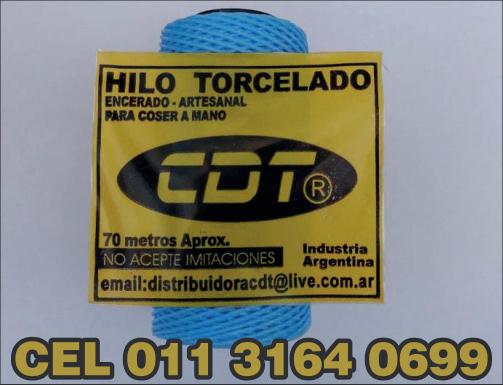 HILO TORCELADO
ENCERADO - ARTESANAL
PARA COSER A MANO
CDT ®
70 metros Aprox.
NO ACEPTE IMITACIONES
Industria
Argentina
email:distribuidoracdt@live.com.ar
CEL 011 3164 0699